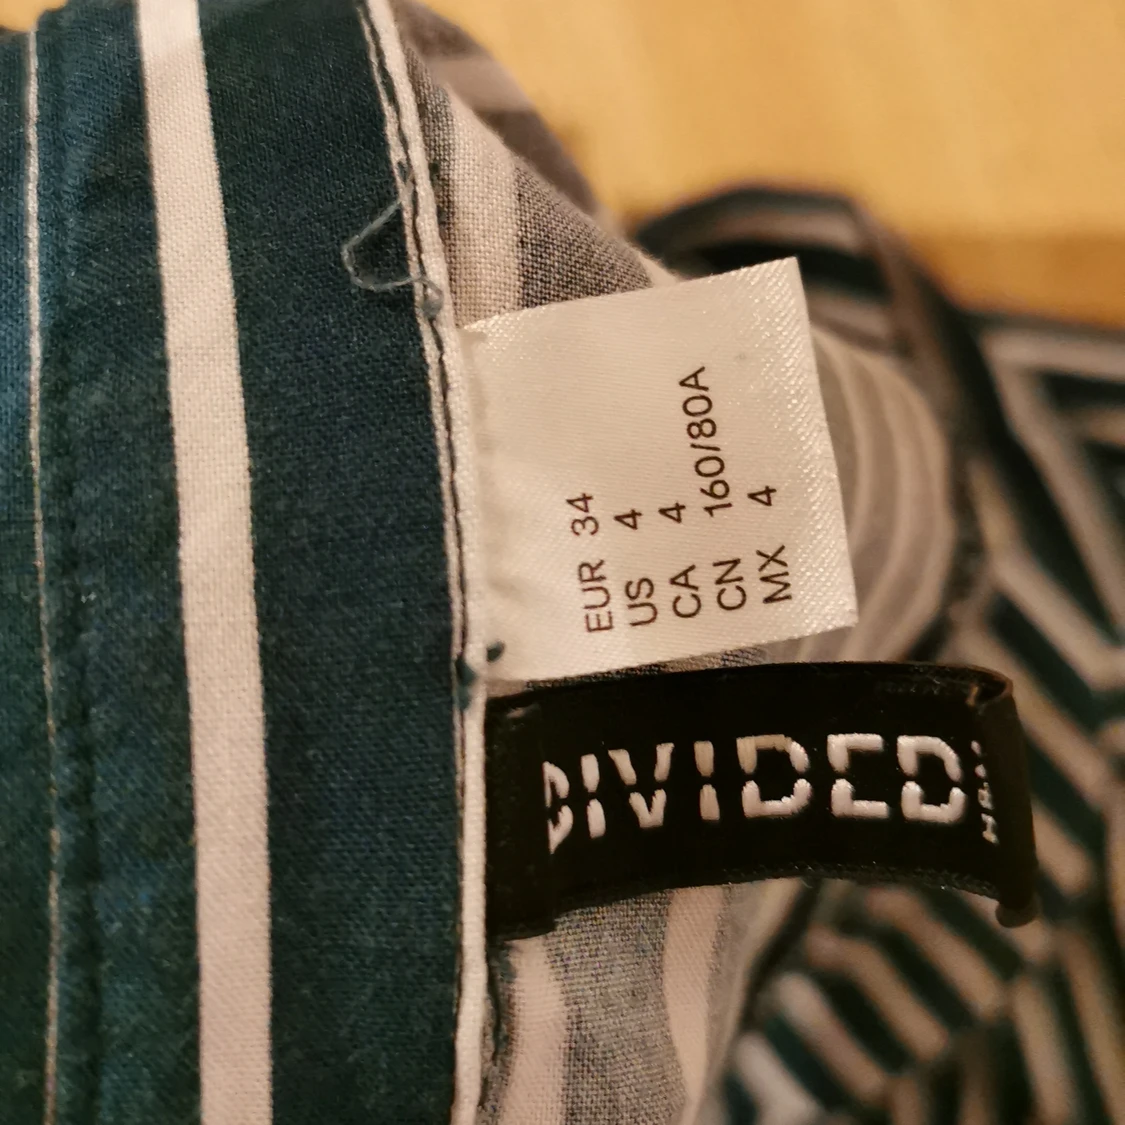 EUR 34
US 4
CA 4
CN 160/80A
MX 4
DIVIDED